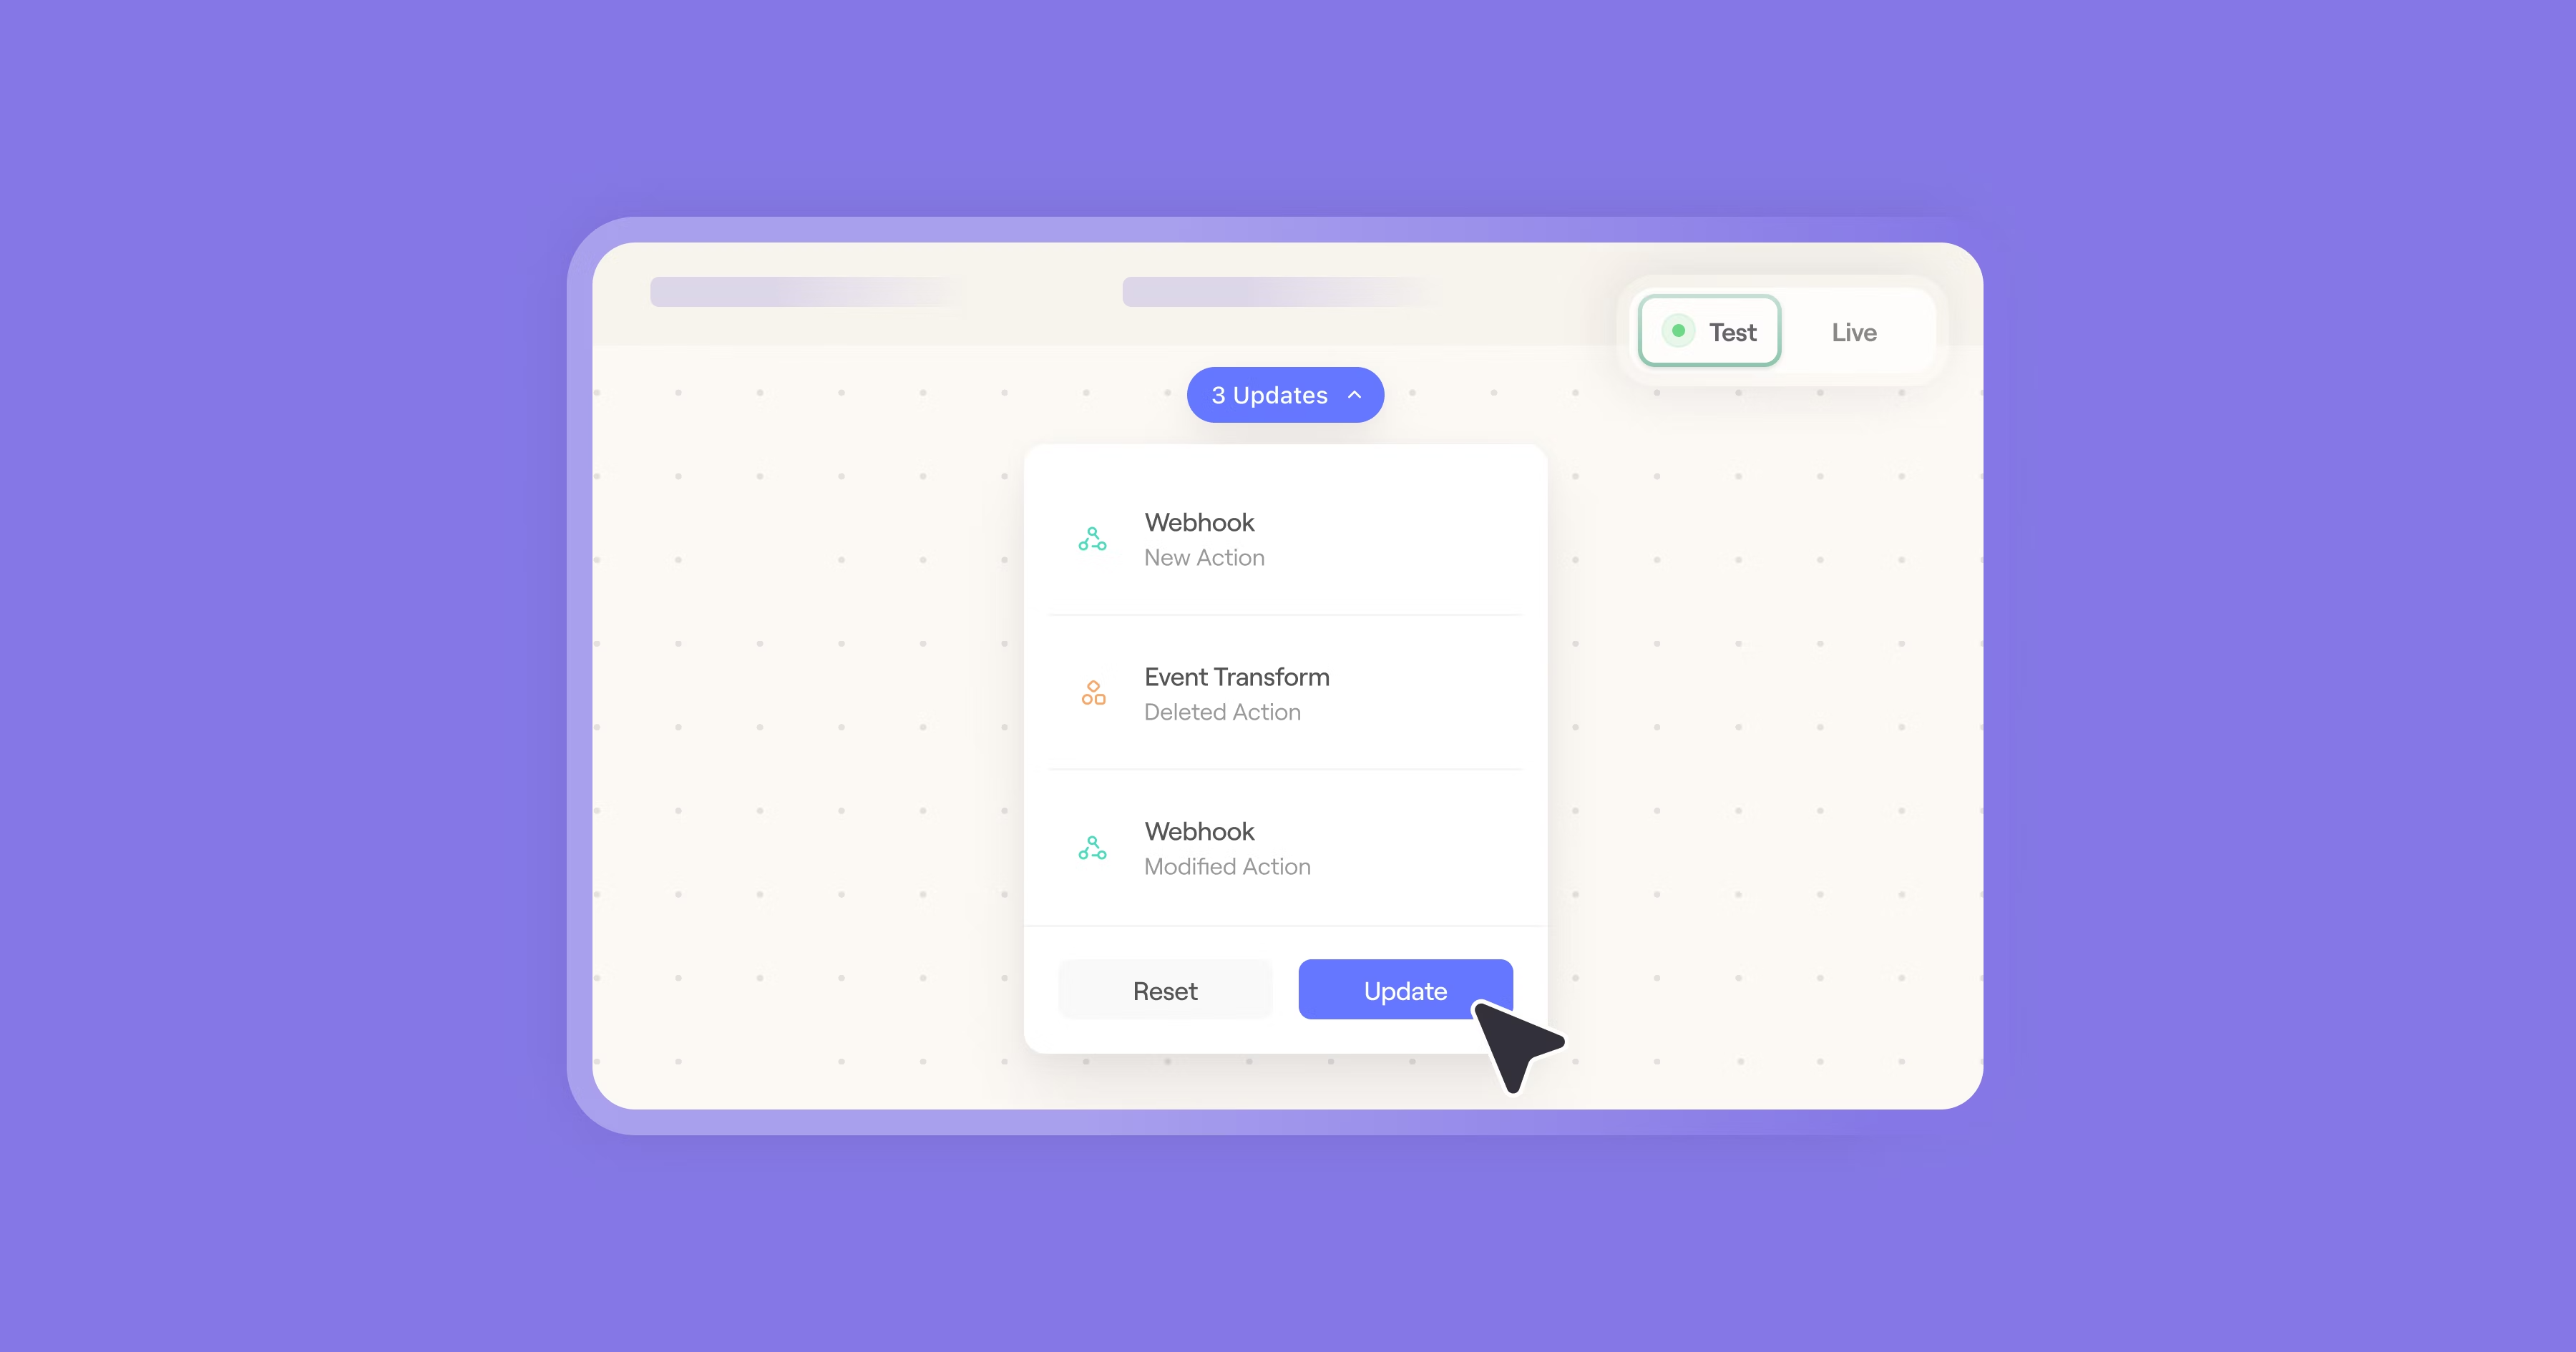 Test
Live
3 Updates
Webhook
New Action
Event Transform
Deleted Action
Webhook
Modified Action
Reset
Update